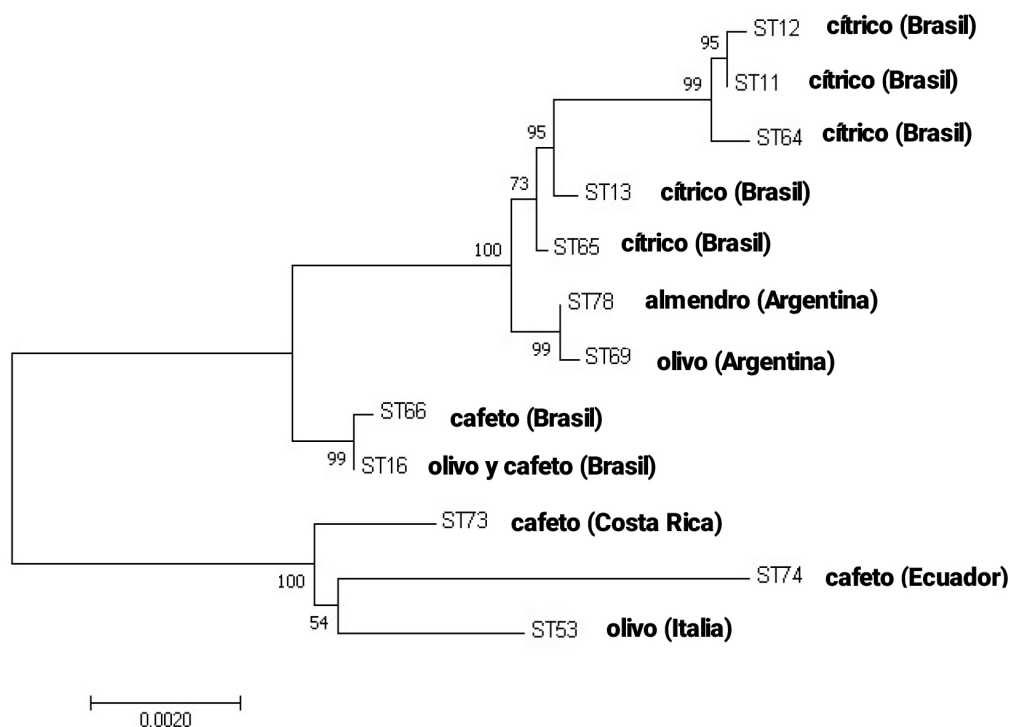 ST12 cítrico (Brasil)
95
ST11 cítrico (Brasil)
99
ST64 cítrico (Brasil)
95
ST13 cítrico (Brasil)
73
ST65 cítrico (Brasil)
100
ST78 almendro (Argentina)
99
ST69 olivo (Argentina)
ST66 cafeto (Brasil)
99
ST16 olivo y cafeto (Brasil)
ST73 cafeto (Costa Rica)
100
ST74 cafeto (Ecuador)
54
ST53 olivo (Italia)
0.0020